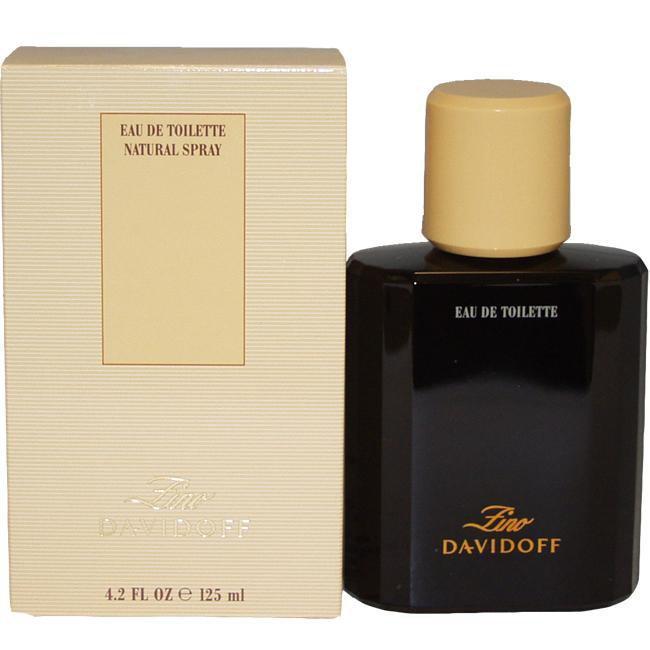 EAU DE TOILETTE
NATURAL SPRAY
Zino
DAVIDOFF
4.2 FL OZ ℮ 125 ml
EAU DE TOILETTE
Zino
DAVIDOFF